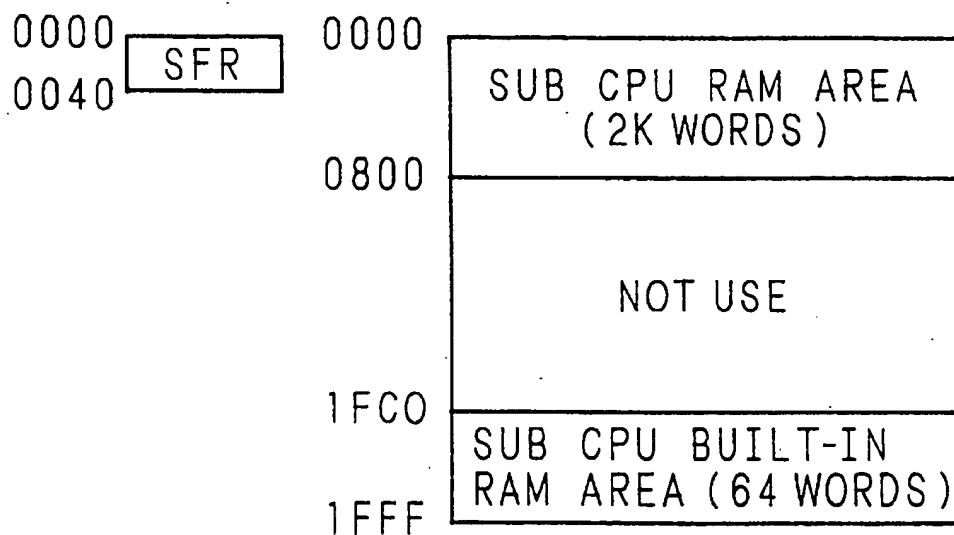 0000
SFR
0040
0000
SUB CPU RAM AREA
(2K WORDS)
0800
NOT USE
1FC0
SUB CPU BUILT-IN
RAM AREA (64 WORDS)
1FFF